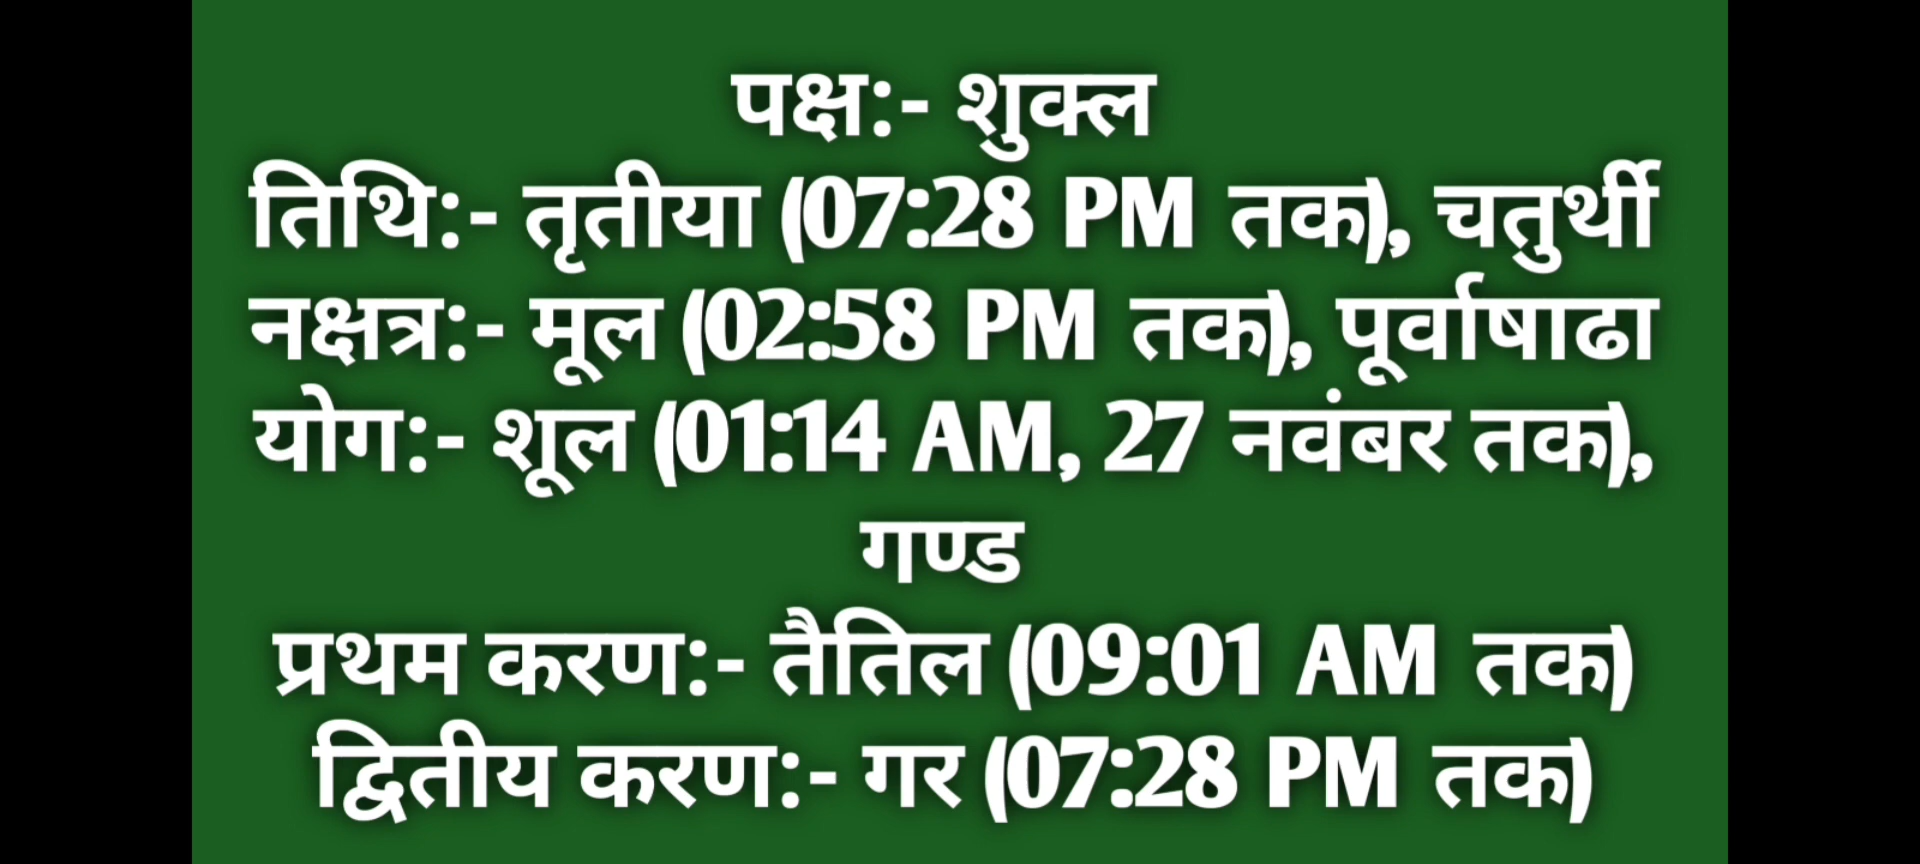 पक्ष:- शुक्ल
तिथि:- तृतीया (07:28 PM तक), चतुर्थी
नक्षत्र:- मूल (02:58 PM तक), पूर्वाषाढा
योग:- शूल (01:14 AM, 27 नवंबर तक),
गण्ड
प्रथम करण:- तैतिल (09:01 AM तक)
द्वितीय करण:- गर (07:28 PM तक)